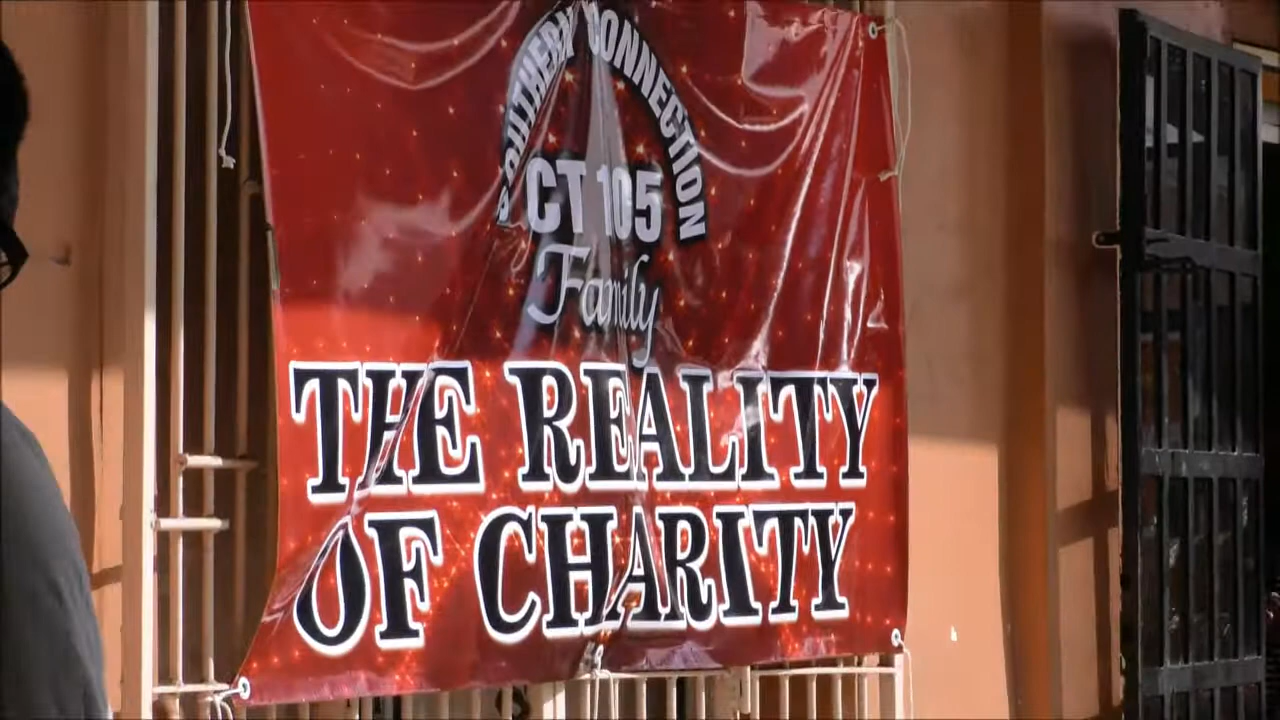 SOUTHERN CONNECTION
CT 105
Family
THE REALITY
OF CHARITY